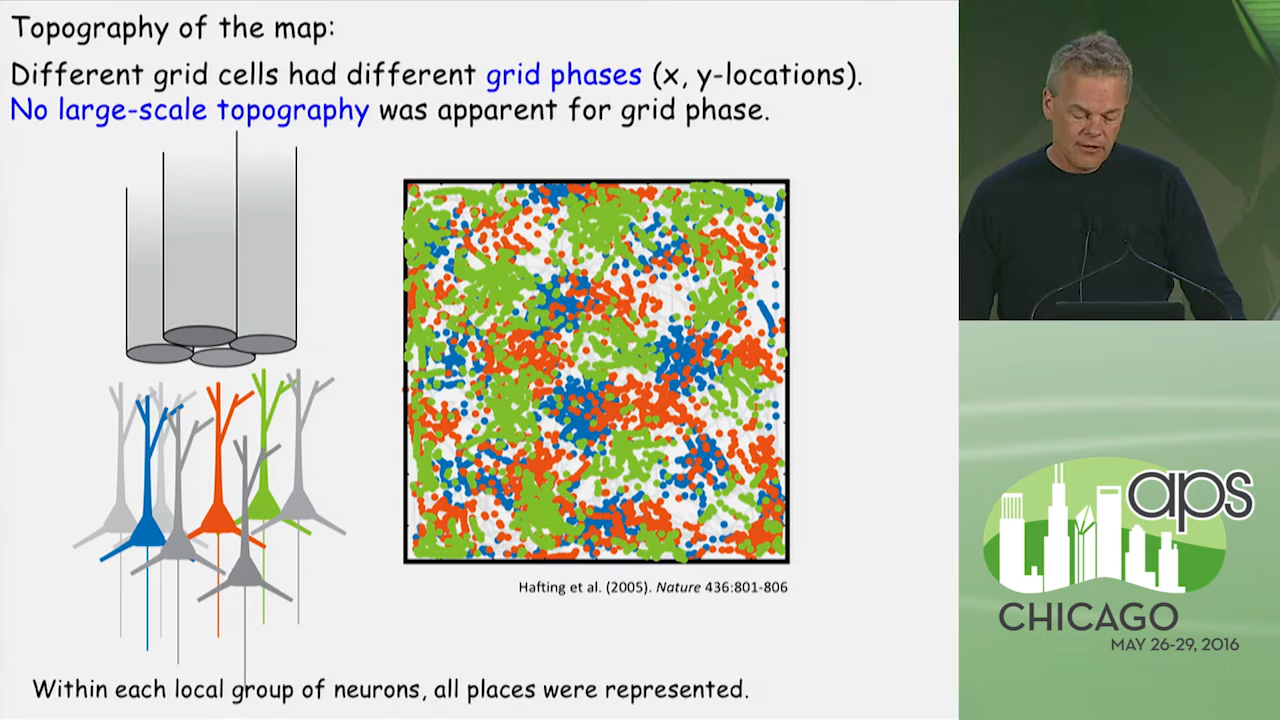 Topography of the map:
Different grid cells had different grid phases (x, y-locations).
No large-scale topography was apparent for grid phase.
Hafting et al. (2005). Nature 436:801-806
Within each local group of neurons, all places were represented.
aps
CHICAGO
MAY 26-29, 2016